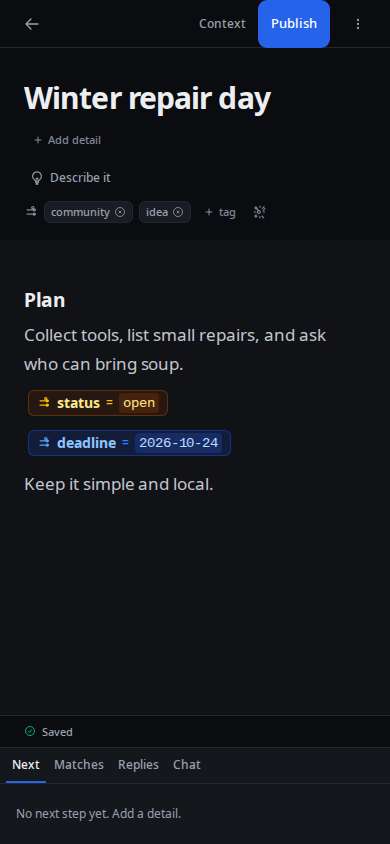 Context Publish
Winter repair day
+ Add detail
Describe it
community idea + tag
Plan
Collect tools, list small repairs, and ask
who can bring soup.
status = open
deadline = 2026-10-24
Keep it simple and local.
Saved
Next Matches Replies Chat
No next step yet. Add a detail.